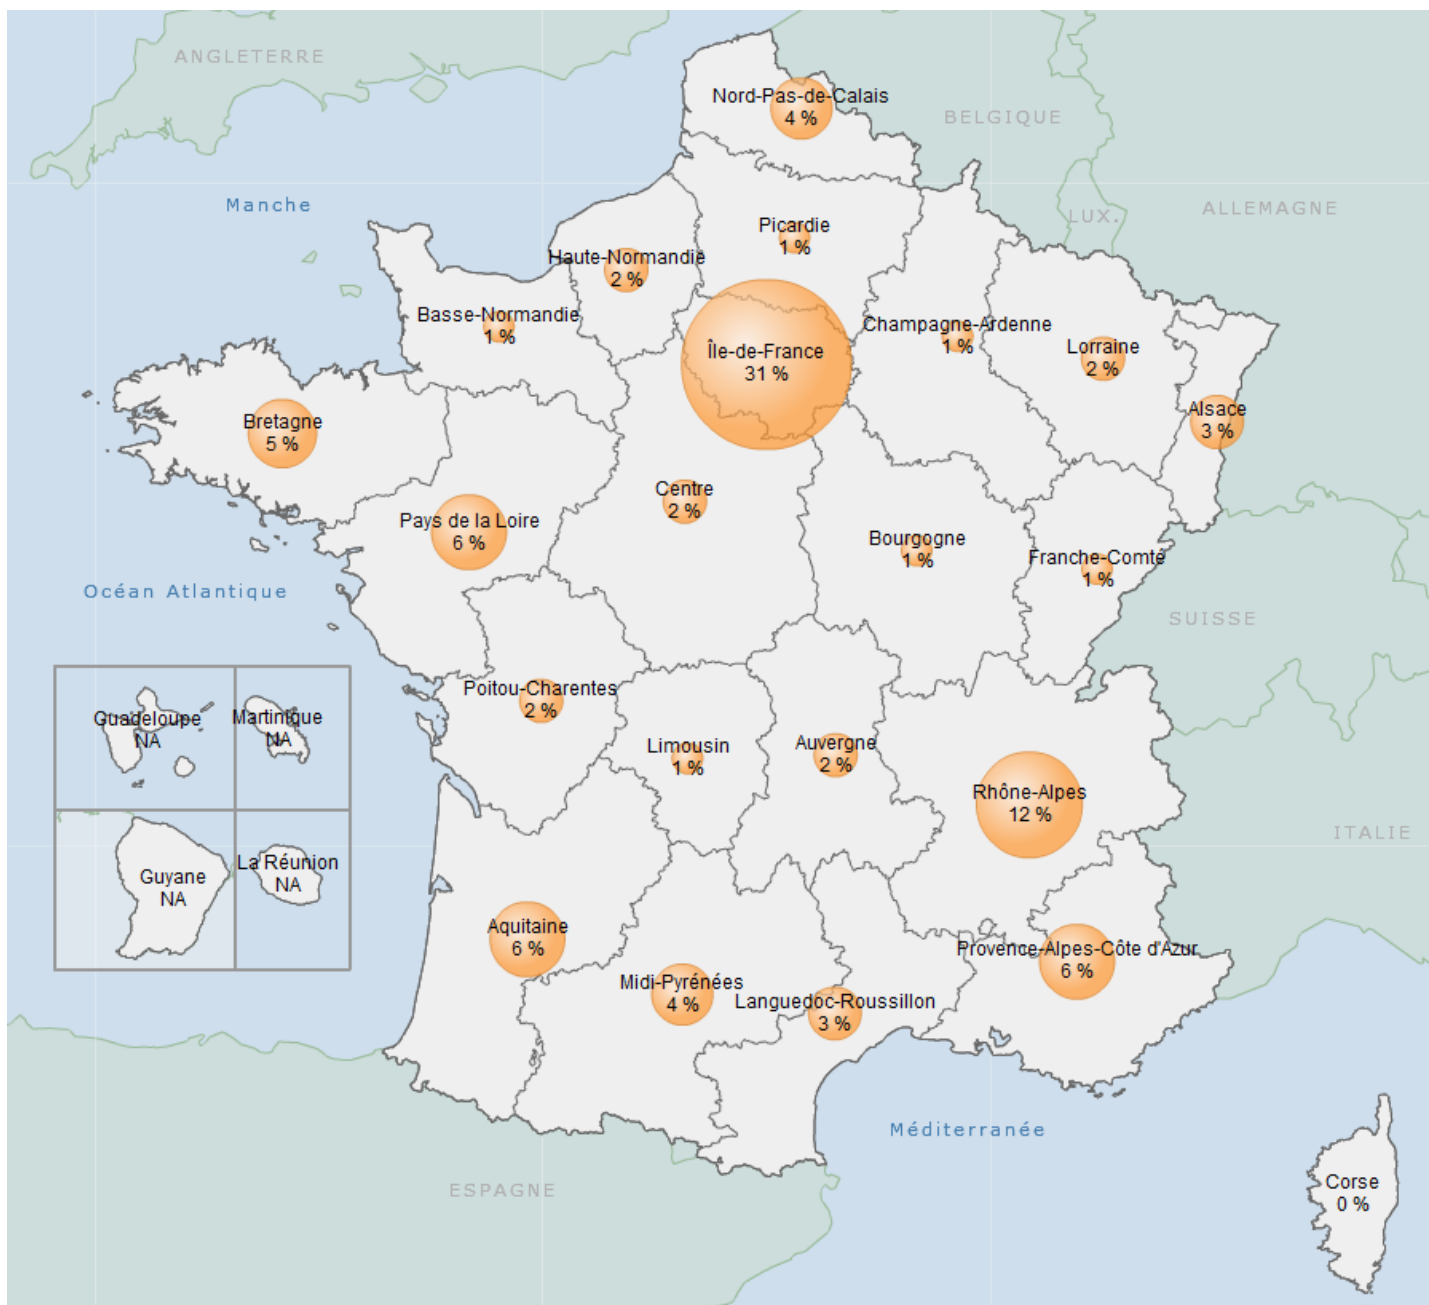 ANGLETERRE
Nord-Pas-de-Calais
4 %
BELGIQUE
Manche
LUX.
ALLEMAGNE
Picardie
1 %
Haute-Normandie
2 %
Basse-Normandie
1 %
Champagne-Ardenne
1 %
Île-de-France
31 %
Lorraine
2 %
Alsace
3 %
Bretagne
5 %
Centre
2 %
Pays de la Loire
6 %
Bourgogne
1 %
Franche-Comté
1 %
Océan Atlantique
SUISSE
Poitou-Charentes
2 %
Guadeloupe
NA
Martinique
NA
Limousin
1 %
Auvergne
2 %
Rhône-Alpes
12 %
ITALIE
Guyane
NA
La Réunion
NA
Aquitaine
6 %
Provence-Alpes-Côte d'Azur
6 %
Midi-Pyrénées
4 %
Languedoc-Roussillon
3 %
Méditerranée
ESPAGNE
Corse
0 %